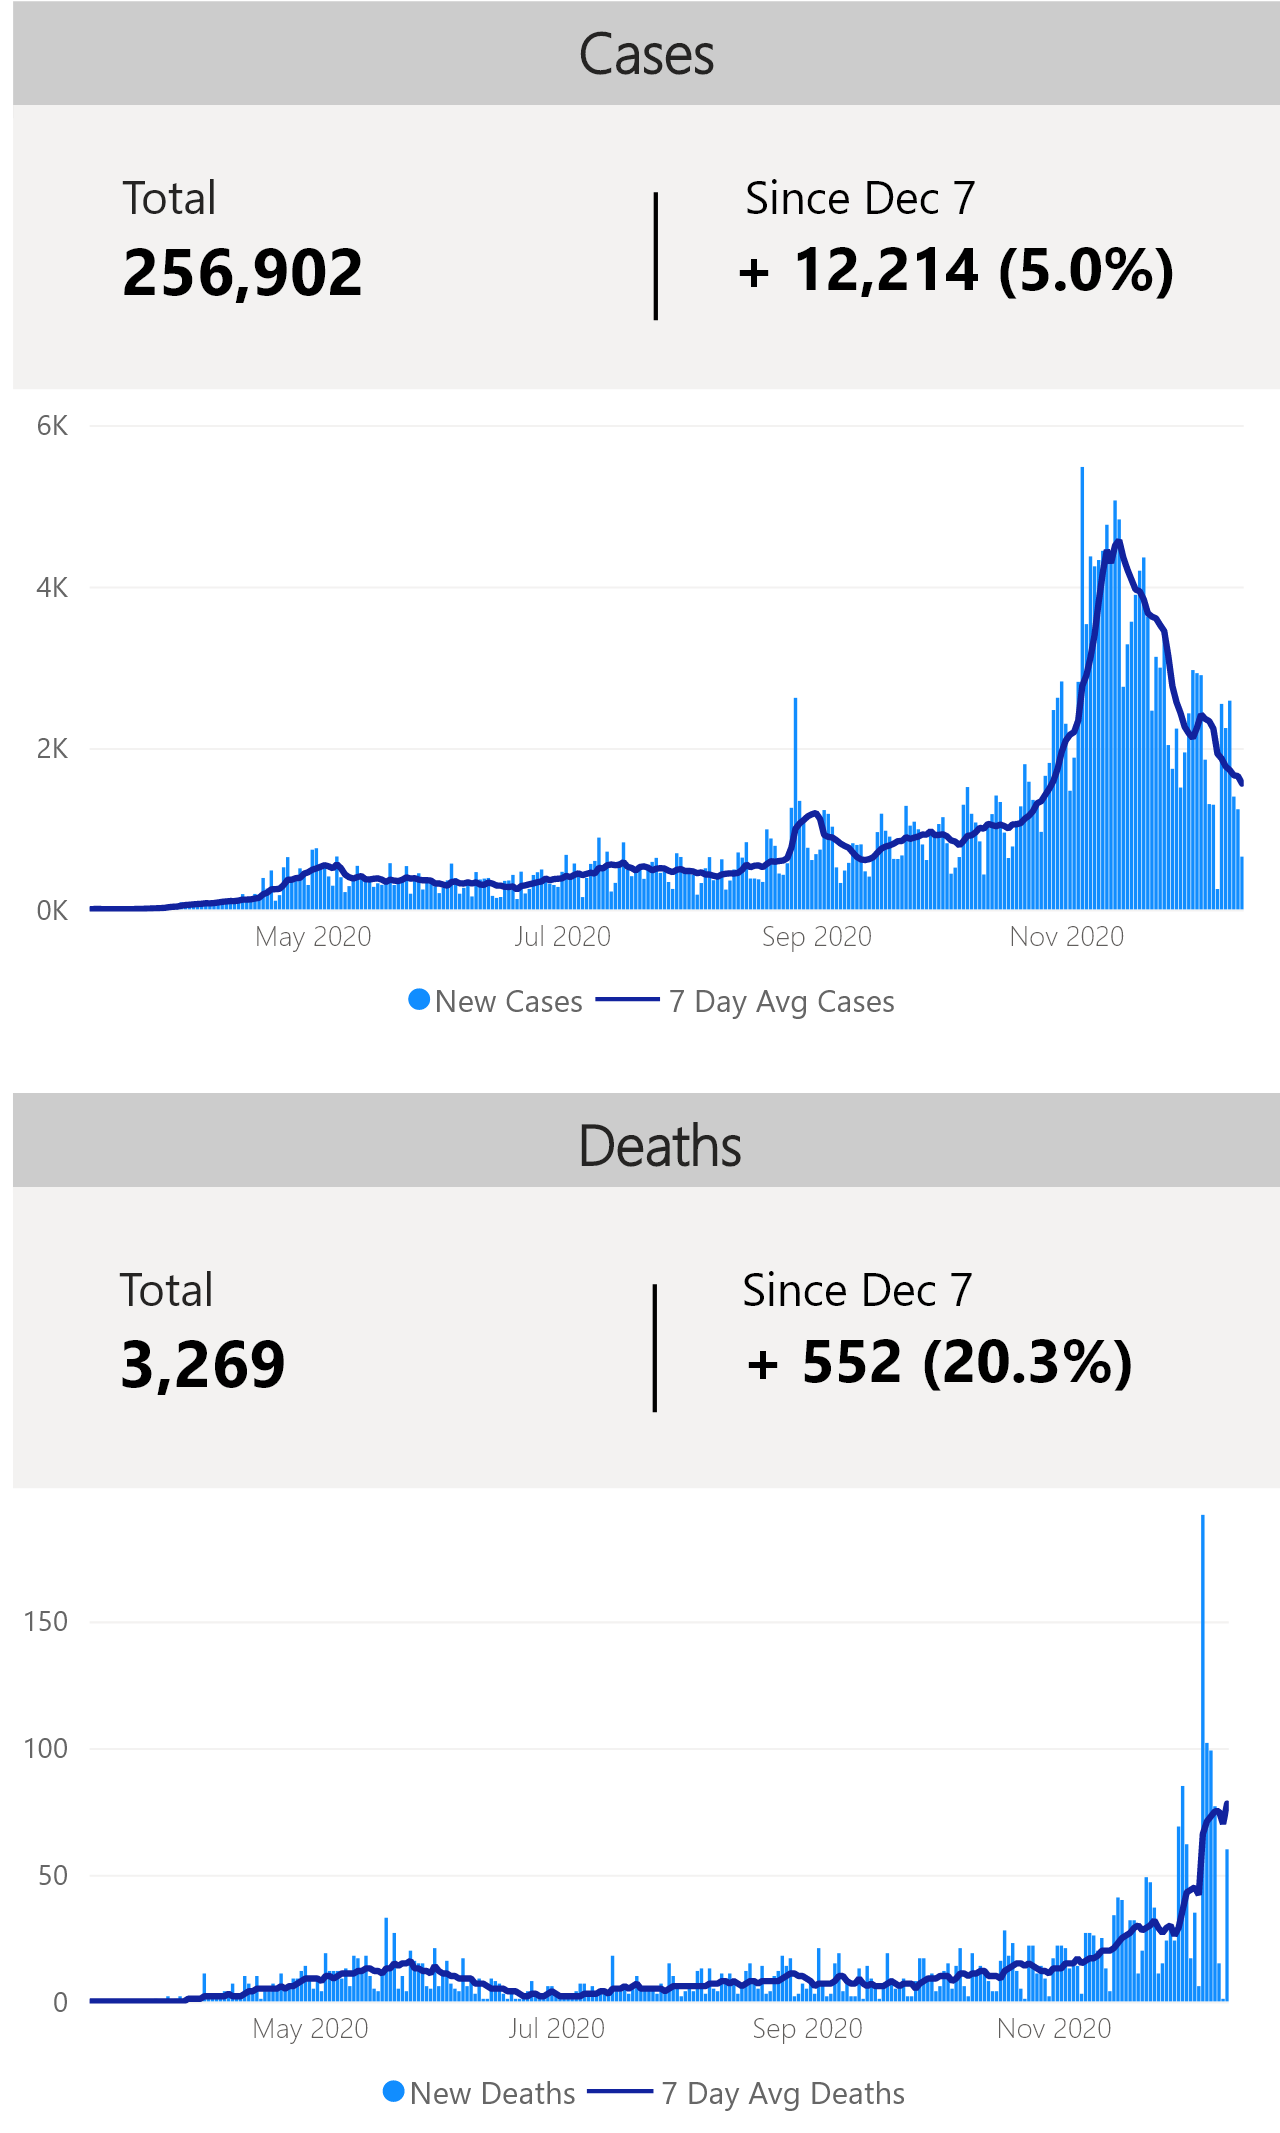 Cases
Total
Since Dec 7
256,902
+ 12,214 (5.0%)
6K
4K
2K
0K
May 2020
Jul 2020
Sep 2020
Nov 2020
New Cases
7 Day Avg Cases
Deaths
Total
Since Dec 7
3,269
+ 552 (20.3%)
150
100
50
0
May 2020
Jul 2020
Sep 2020
Nov 2020
New Deaths
7 Day Avg Deaths